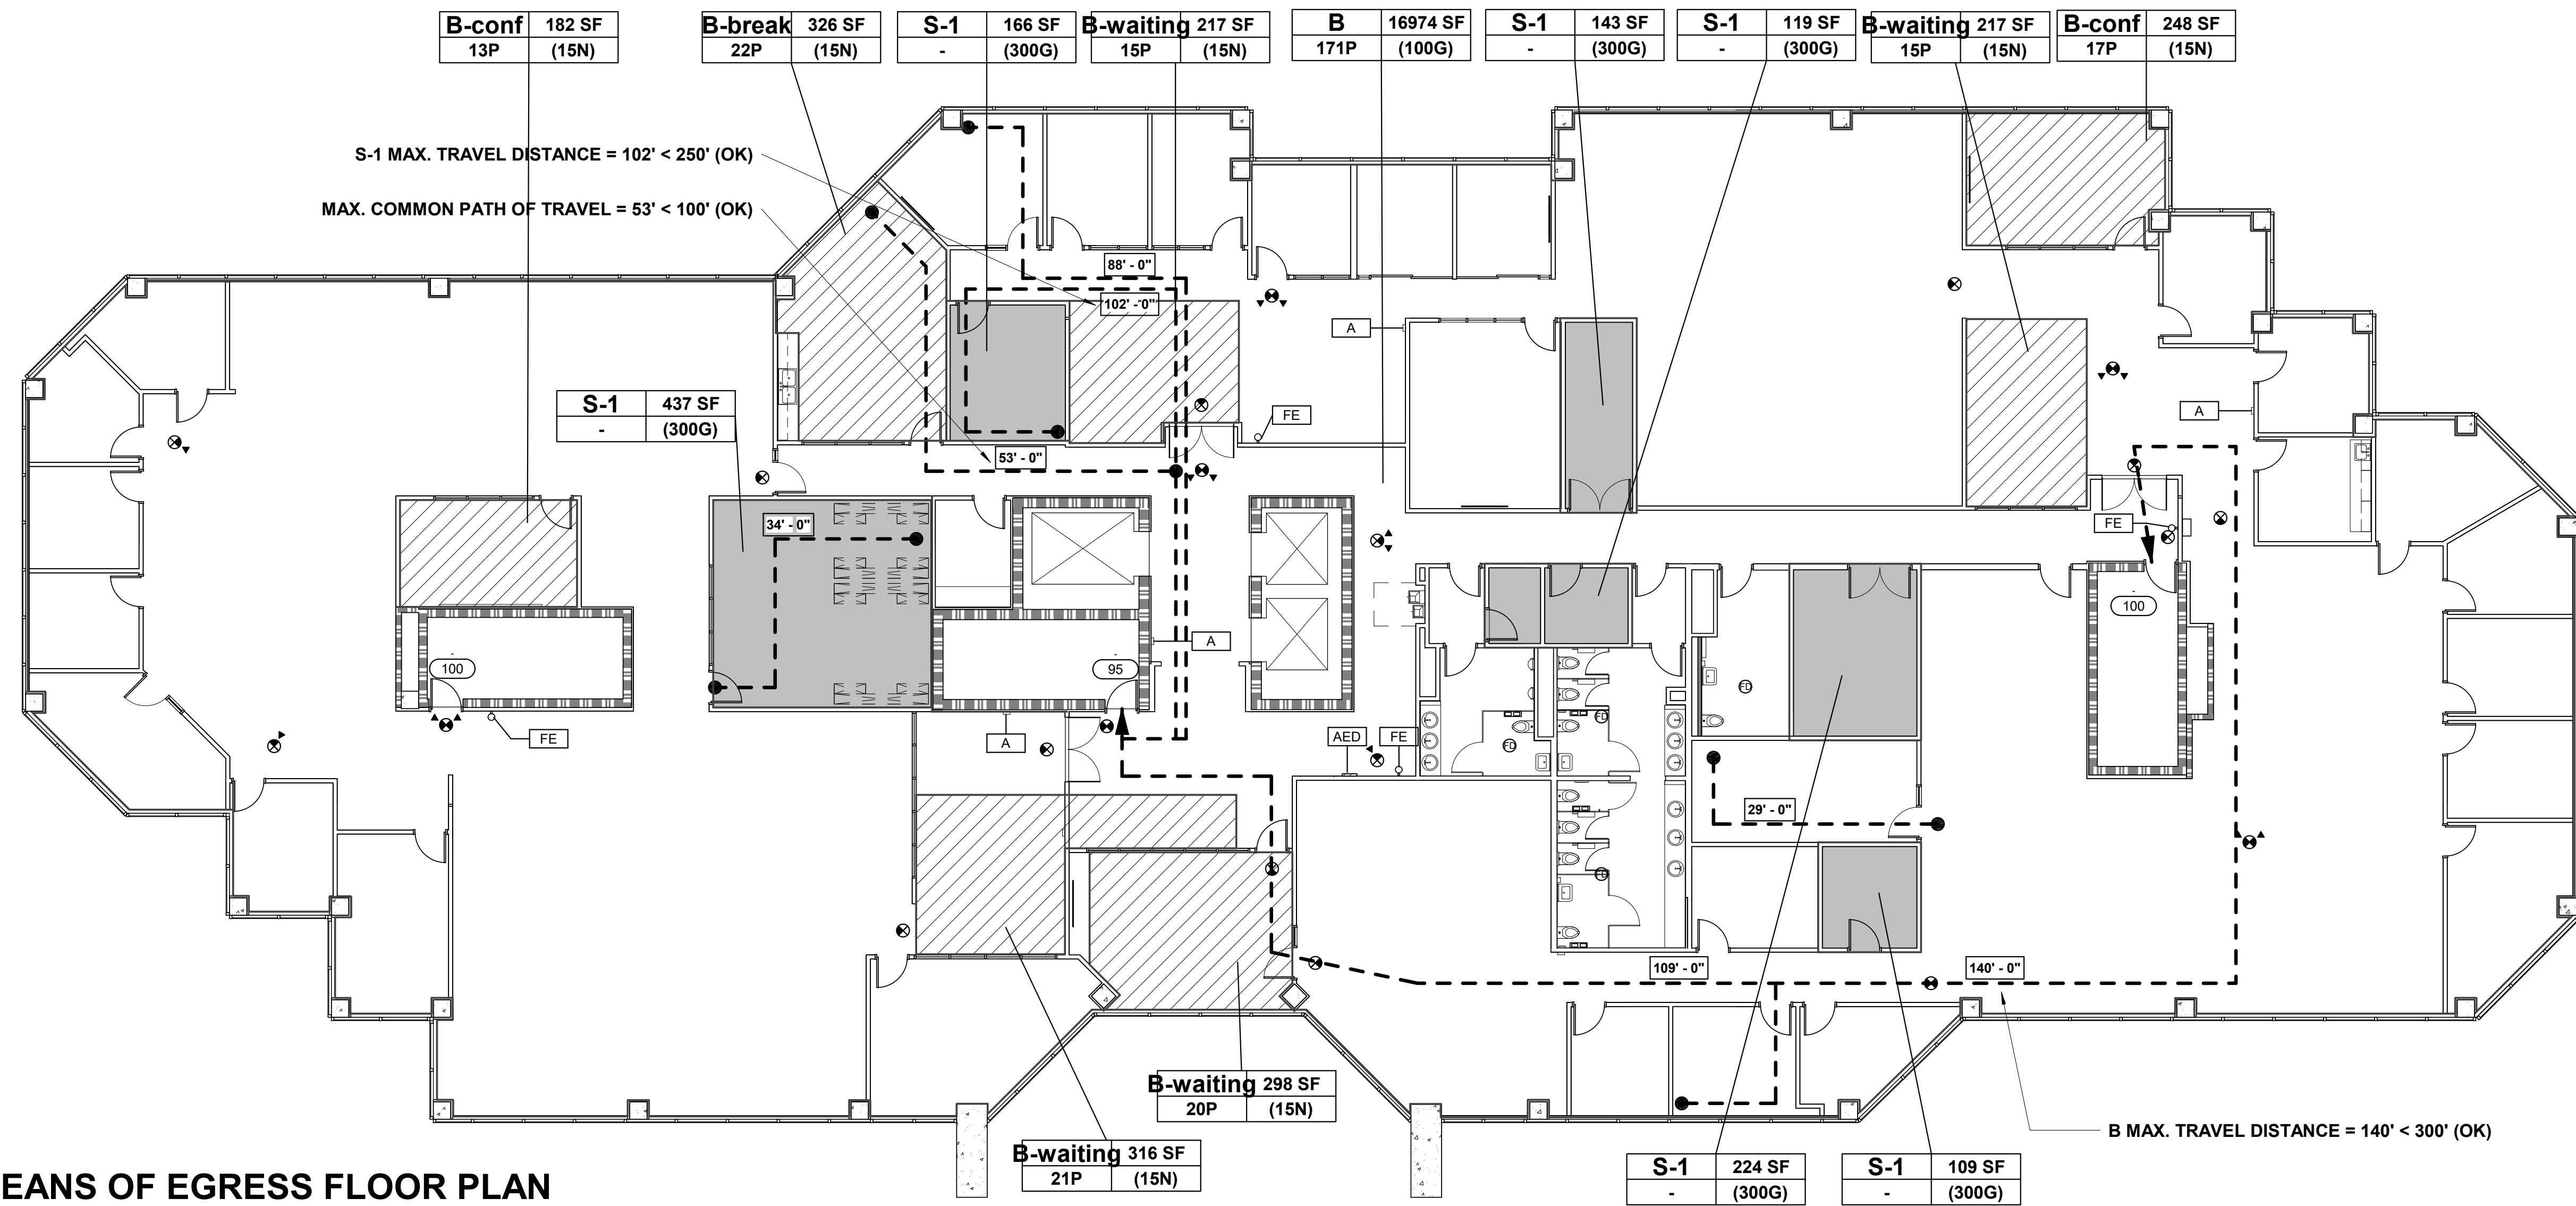 B-conf 182 SF
13P (15N)
B-break 326 SF
22P (15N)
S-1 166 SF
- (300G)
B-waiting 217 SF
15P (15N)
B 16974 SF
171P (100G)
S-1 143 SF
- (300G)
S-1 119 SF
- (300G)
B-waiting 217 SF
15P (15N)
B-conf 248 SF
17P (15N)
S-1 MAX. TRAVEL DISTANCE = 102' < 250' (OK)
MAX. COMMON PATH OF TRAVEL = 53' < 100' (OK)
88' - 0"
102' - 0"
A
S-1 437 SF
- (300G)
FE
A
53' - 0"
34' - 0"
FE
-
100
-
100
-
95
A
FD
FE
A
AED
FE
FD
FD
29' - 0"
FD
109' - 0"
140' - 0"
B-waiting 298 SF
20P (15N)
B MAX. TRAVEL DISTANCE = 140' < 300' (OK)
B-waiting 316 SF
21P (15N)
S-1 224 SF
- (300G)
S-1 109 SF
- (300G)
EANS OF EGRESS FLOOR PLAN